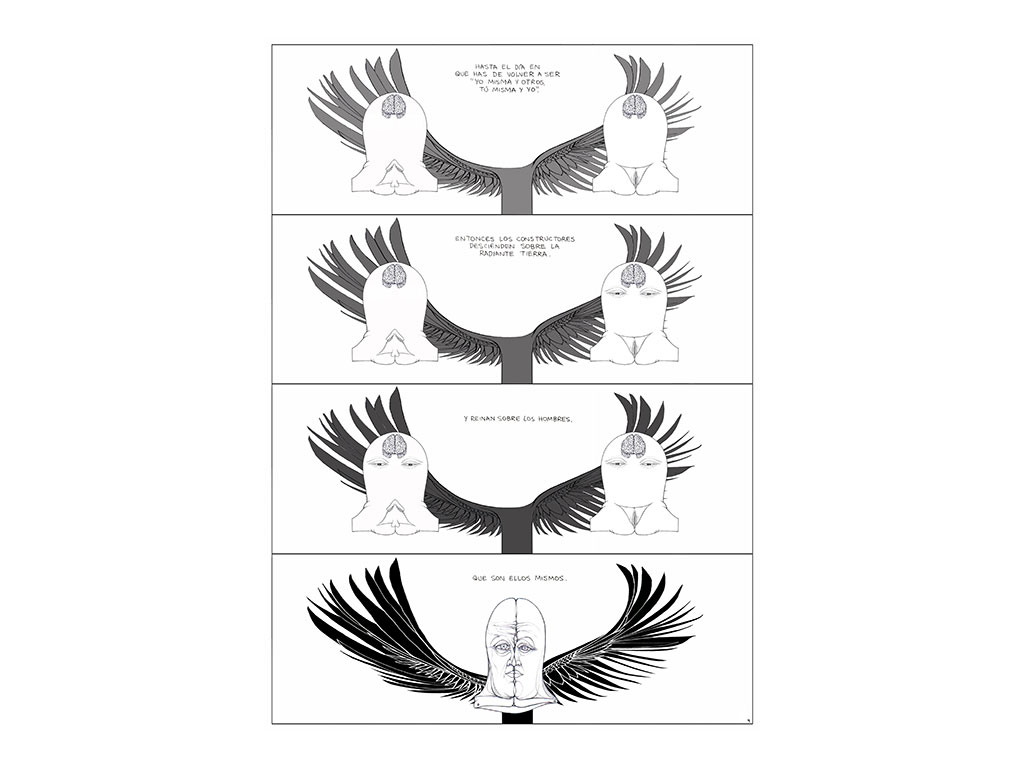 HASTA EL DÍA EN
QUE HAS DE VOLVER A SER
"YO MISMA Y OTROS,
TÚ MISMA Y YO".
ENTONCES LOS CONSTRUCTORES
DESCIENDEN SOBRE LA
RADIANTE TIERRA.
Y REINAN SOBRE LOS HOMBRES,
QUE SON ELLOS MISMOS.